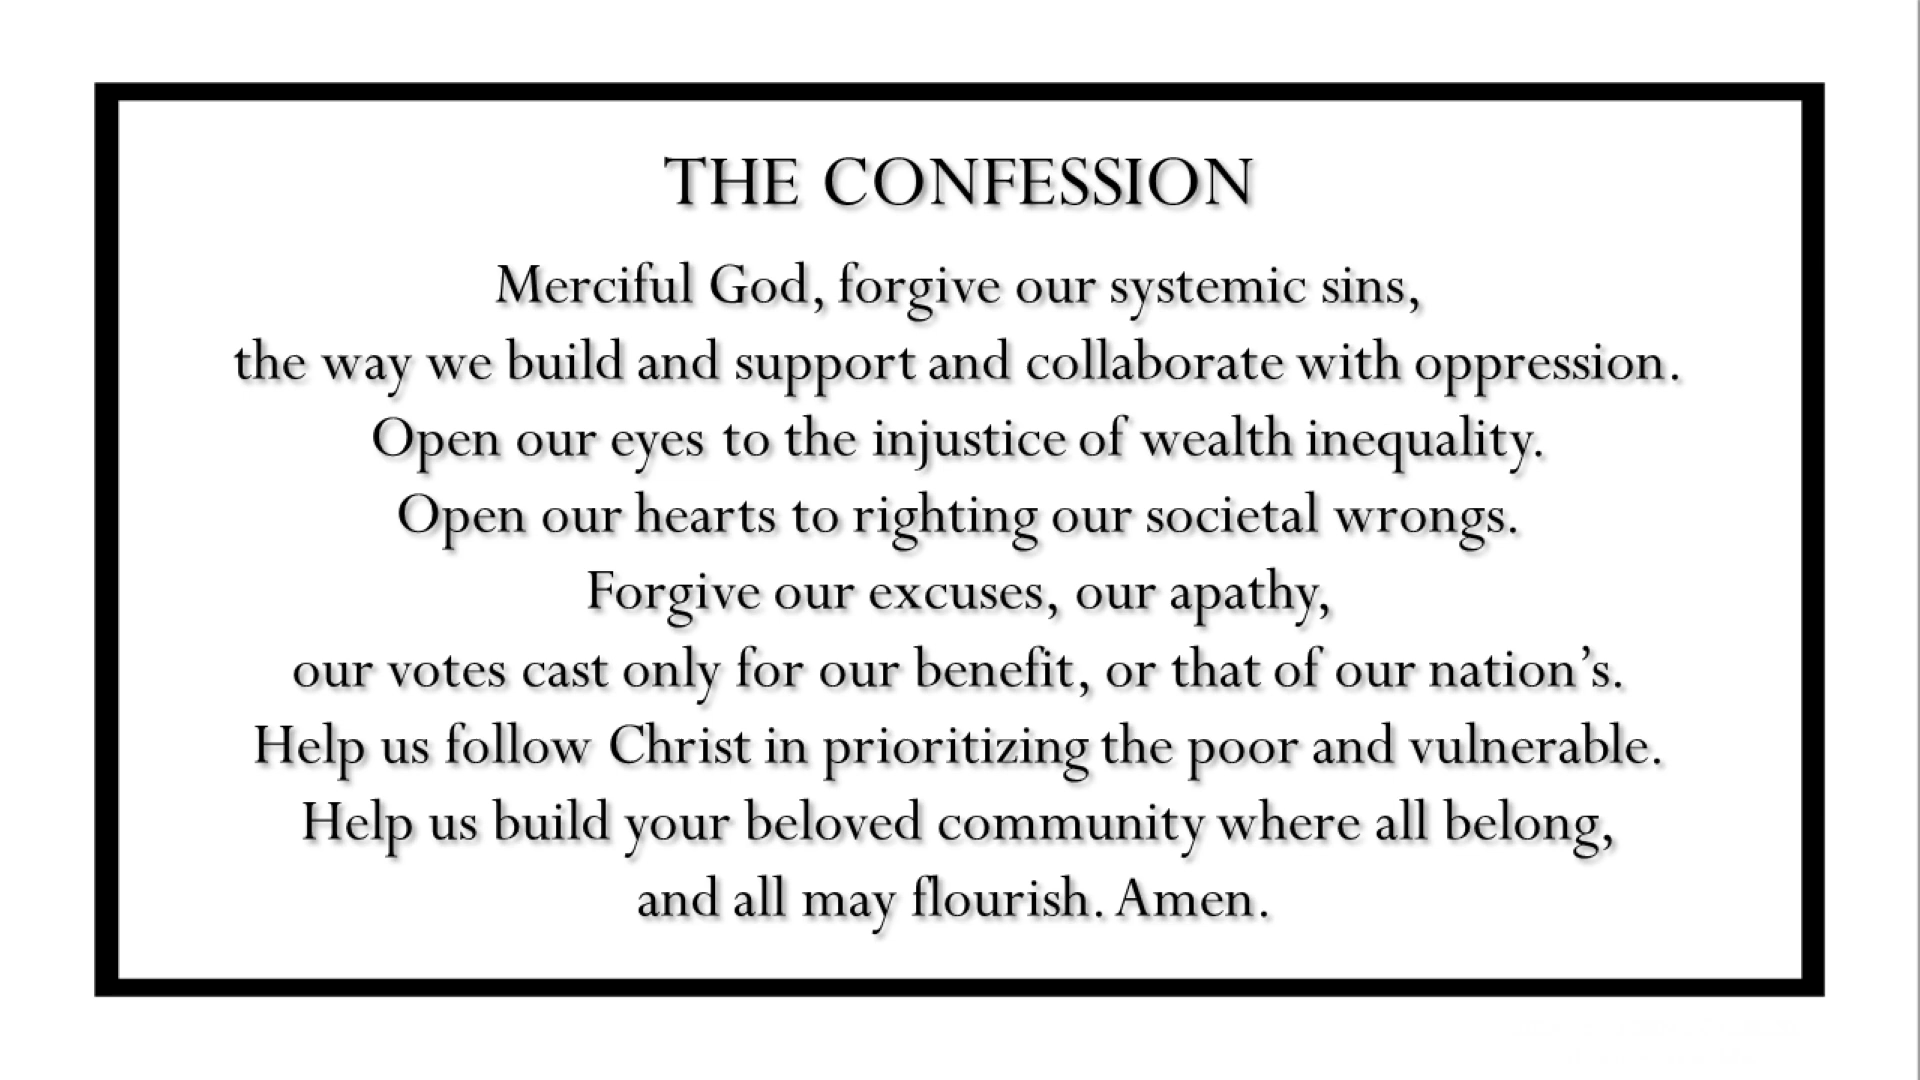 THE CONFESSION
Merciful God, forgive our systemic sins,
the way we build and support and collaborate with oppression.
Open our eyes to the injustice of wealth inequality.
Open our hearts to righting our societal wrongs.
Forgive our excuses, our apathy,
our votes cast only for our benefit, or that of our nation’s.
Help us follow Christ in prioritizing the poor and vulnerable.
Help us build your beloved community where all belong,
and all may flourish. Amen.